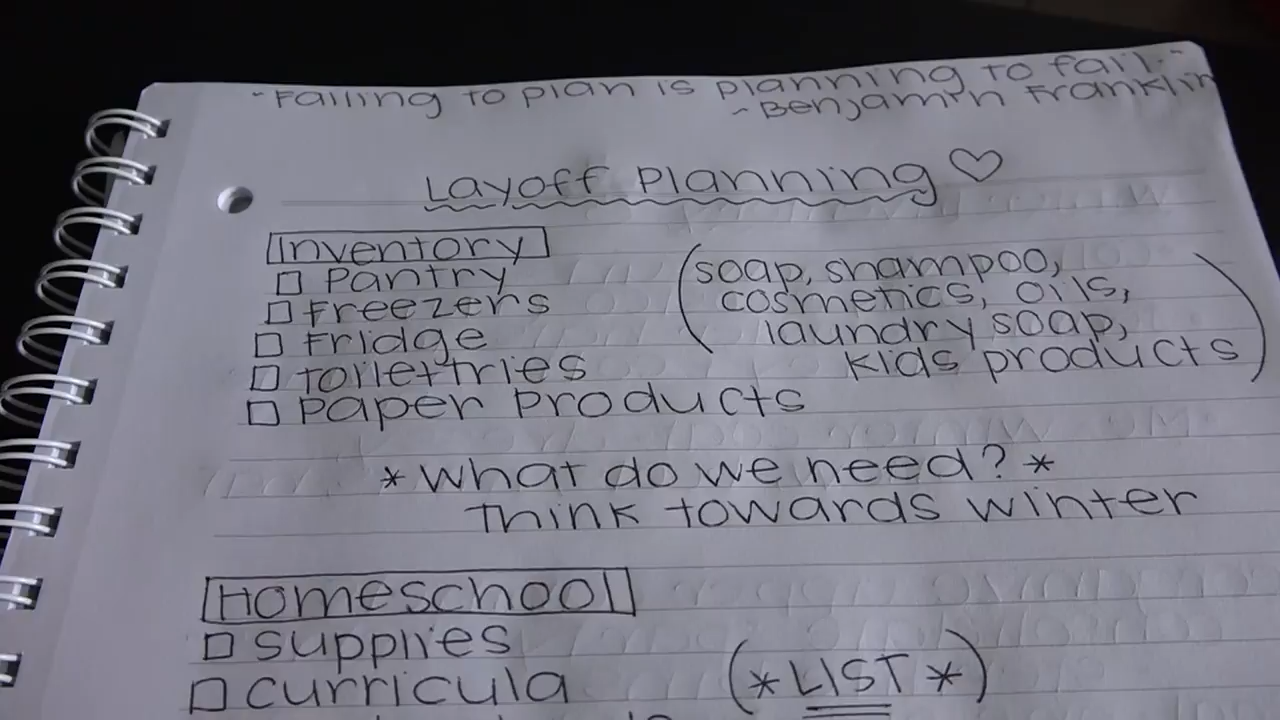 "Failing to plan is planning to fail."
~Benjamin Franklin
Layoff Planning ♡
Inventory
☐ Pantry
☐ Freezers
☐ Fridge
☐ Toilettries
☐ Paper Products
(soap, shampoo,
cosmetics, oils,
laundry soap,
kids products)
*What do we need?*
Think towards winter
Homeschool
☐ supplies
☐ curricula
(*LIST*)